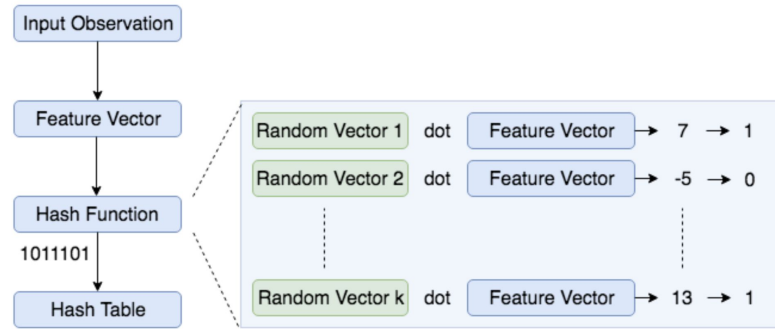 Input Observation
Feature Vector
Hash Function
1011101
Hash Table
Random Vector 1 dot Feature Vector 7 1
Random Vector 2 dot Feature Vector -5 0
Random Vector k dot Feature Vector 13 1